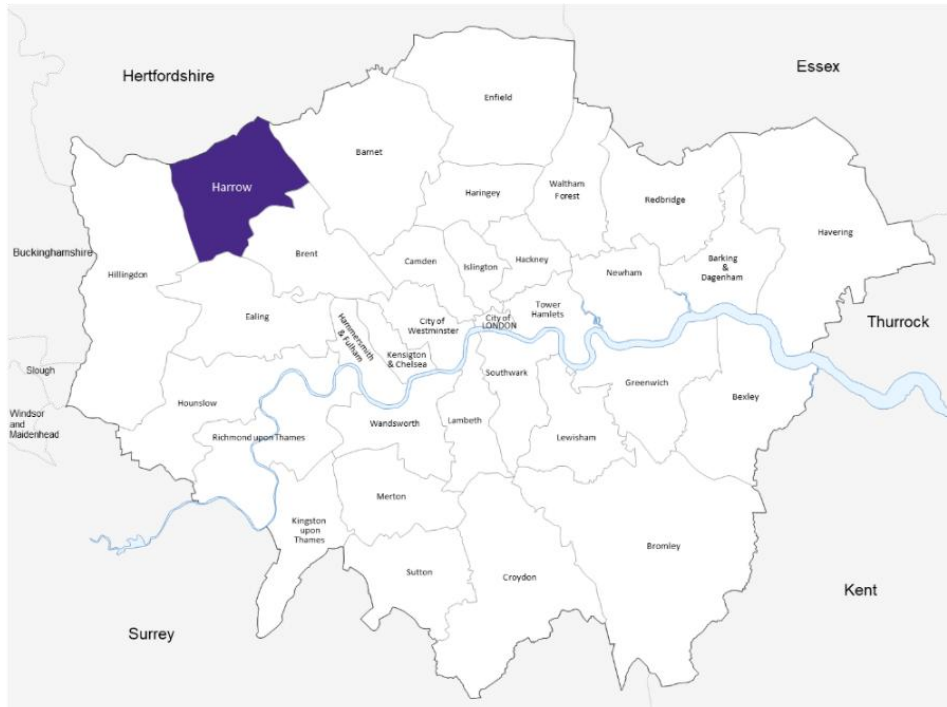 Hertfordshire
Essex
Enfield
Barnet
Harrow
Haringey
Waltham
Forest
Redbridge
Havering
Buckinghamshire
Hillingdon
Brent
Camden
Islington
Hackney
Newham
Barking
&
Dagenham
Ealing
Hammersmith
& Fulham
City of
Westminster
City of
LONDON
Tower
Hamlets
Thurrock
Kensigton
& Chelsea
Slough
Southwark
Greenwich
Bexley
Hounslow
Windsor
and
Maidenhead
Richmond upon Thames
Wandsworth
Lambeth
Lewisham
Merton
Kingston
upon
Thames
Bromley
Sutton
Croydon
Kent
Surrey